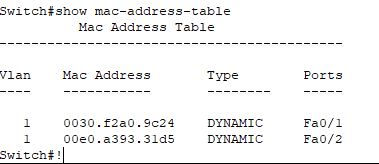 Switch#show mac-address-table
Mac Address Table
-------------------------------------------
Vlan    Mac Address       Type        Ports
----    -----------       --------    -----
1    0030.f2a0.9c24    DYNAMIC     Fa0/1
1    00e0.a393.31d5    DYNAMIC     Fa0/2
Switch#!